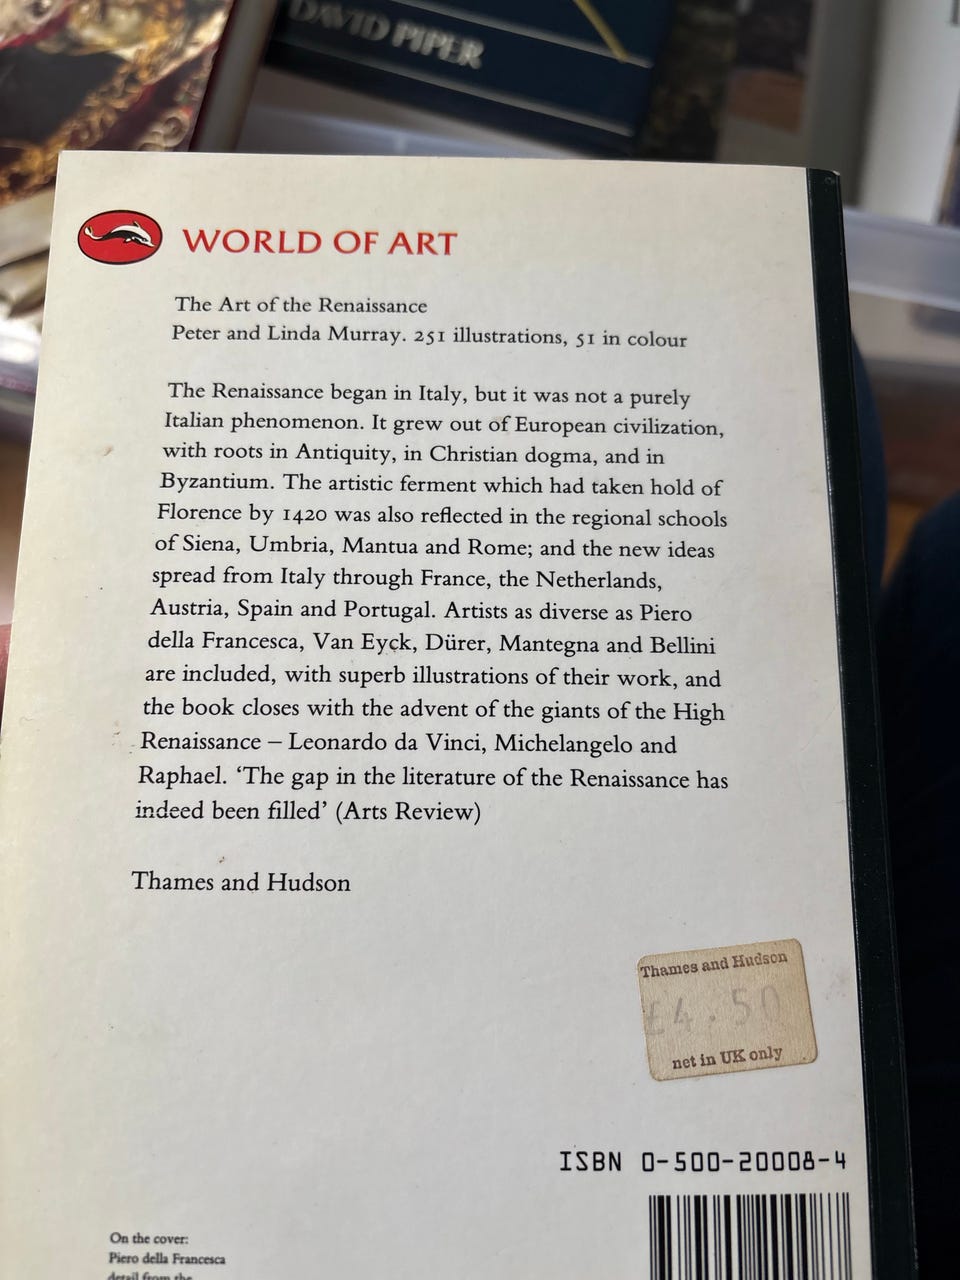 DAVID PIPER
WORLD OF ART
The Art of the Renaissance
Peter and Linda Murray. 251 illustrations, 51 in colour
The Renaissance began in Italy, but it was not a purely
Italian phenomenon. It grew out of European civilization,
with roots in Antiquity, in Christian dogma, and in
Byzantium. The artistic ferment which had taken hold of
Florence by 1420 was also reflected in the regional schools
of Siena, Umbria, Mantua and Rome; and the new ideas
spread from Italy through France, the Netherlands,
Austria, Spain and Portugal. Artists as diverse as Piero
della Francesca, Van Eyck, Dürer, Mantegna and Bellini
are included, with superb illustrations of their work, and
the book closes with the advent of the giants of the High
Renaissance – Leonardo da Vinci, Michelangelo and
Raphael. ‘The gap in the literature of the Renaissance has
indeed been filled’ (Arts Review)
Thames and Hudson
Thames and Hudson
£4.50
net in UK only
ISBN 0-500-20008-4
On the cover:
Piero della Francesca
detail from the